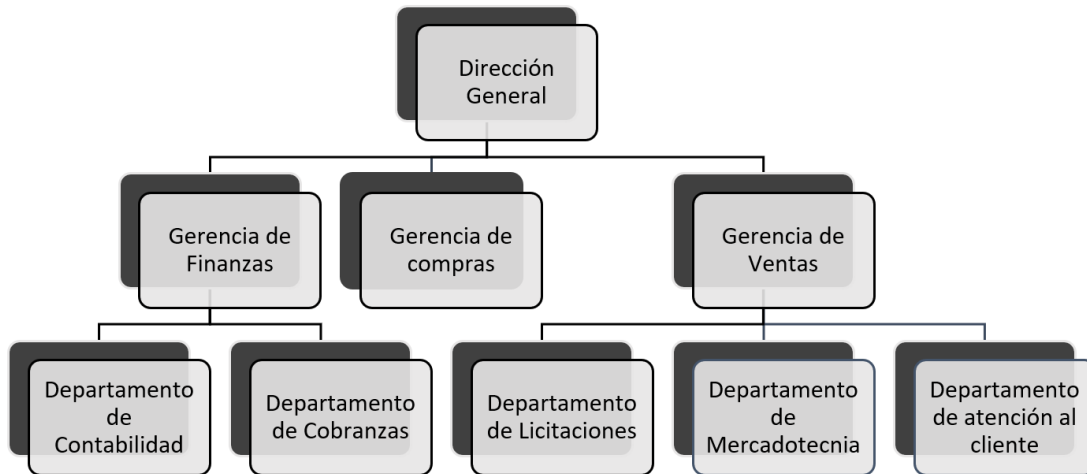 Dirección
General
Gerencia de
Finanzas
Gerencia de
compras
Gerencia de
Ventas
Departamento
de
Contabilidad
Departamento
de Cobranzas
Departamento
de Licitaciones
Departamento
de
Mercadotecnia
Departamento
de atención al
cliente